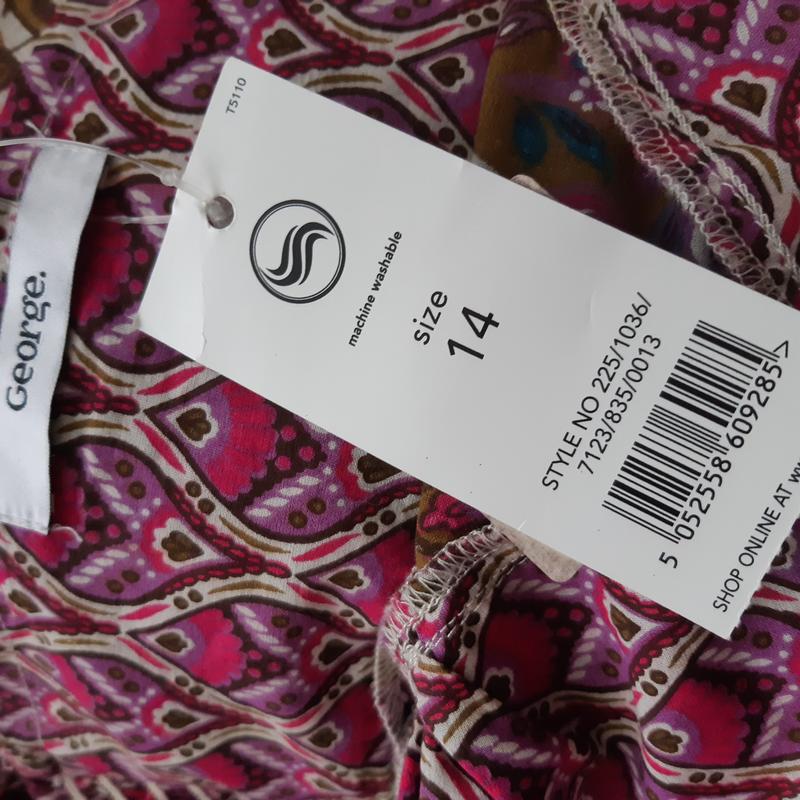 George.
T5110
machine washable
size
14
STYLE NO 225/1036/
7123/835/0013
5 052558 609285 >
SHOP ONLINE AT